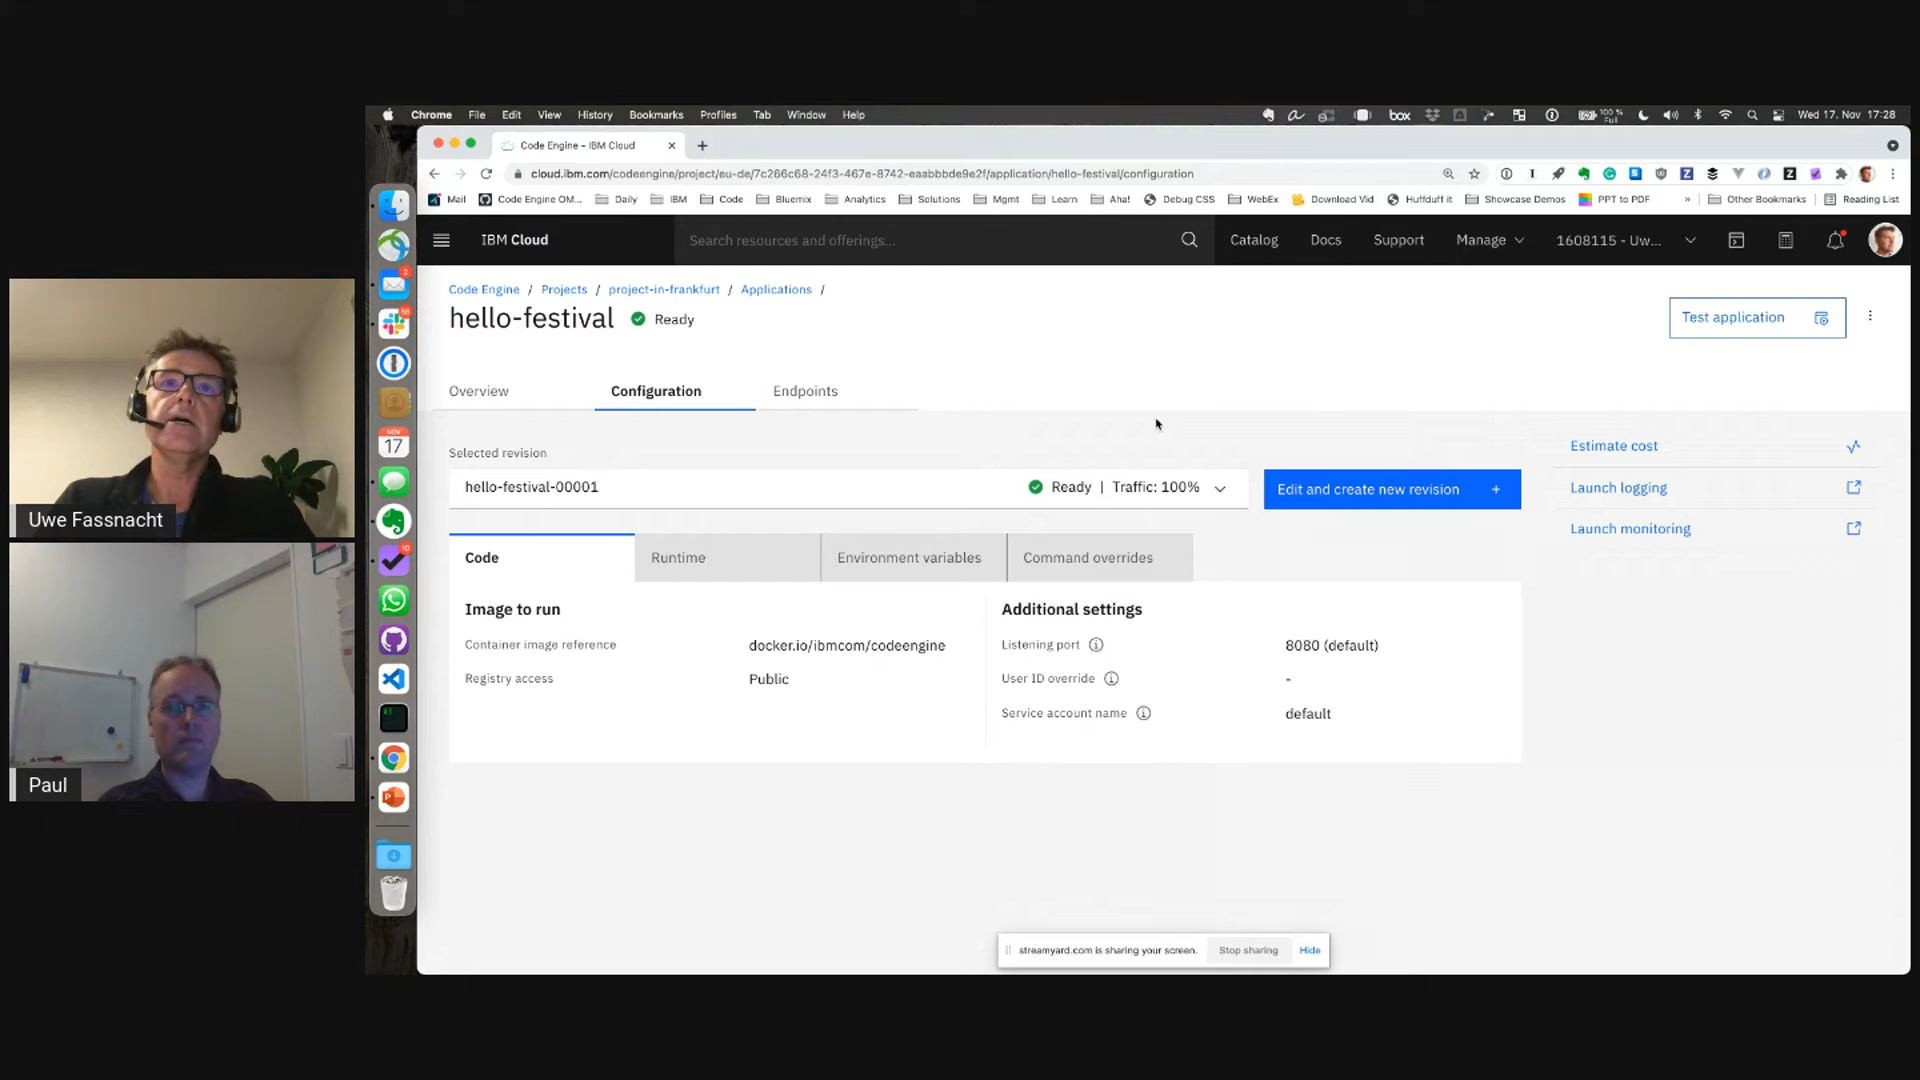 Chrome File Edit View History Bookmarks Profiles Tab Window Help box 100 % Full Wed 17. Nov 17:28
Code Engine – IBM Cloud
cloud.ibm.com/codeengine/project/eu-de/7c266c68-24f3-467e-8742-eaabbbde9e2f/application/hello-festival/configuration
Mail Code Engine OM... Daily IBM Code Bluemix Analytics Solutions Mgmt Learn Aha! Debug CSS WebEx Download Vid Huffduff it Showcase Demos PPT to PDF » Other Bookmarks Reading List
IBM Cloud Search resources and offerings... Catalog Docs Support Manage 1608115 - Uw...
Code Engine / Projects / project-in-frankfurt / Applications /
hello-festival Ready
Test application
Overview Configuration Endpoints
Selected revision
hello-festival-00001 Ready | Traffic: 100%
Edit and create new revision +
Estimate cost
Launch logging
Launch monitoring
Code Runtime Environment variables Command overrides
Image to run
Container image reference docker.io/ibmcom/codeengine
Registry access Public
Additional settings
Listening port 8080 (default)
User ID override -
Service account name default
streamyard.com is sharing your screen. Stop sharing Hide
NOV
17
2
10
Uwe Fassnacht
Paul